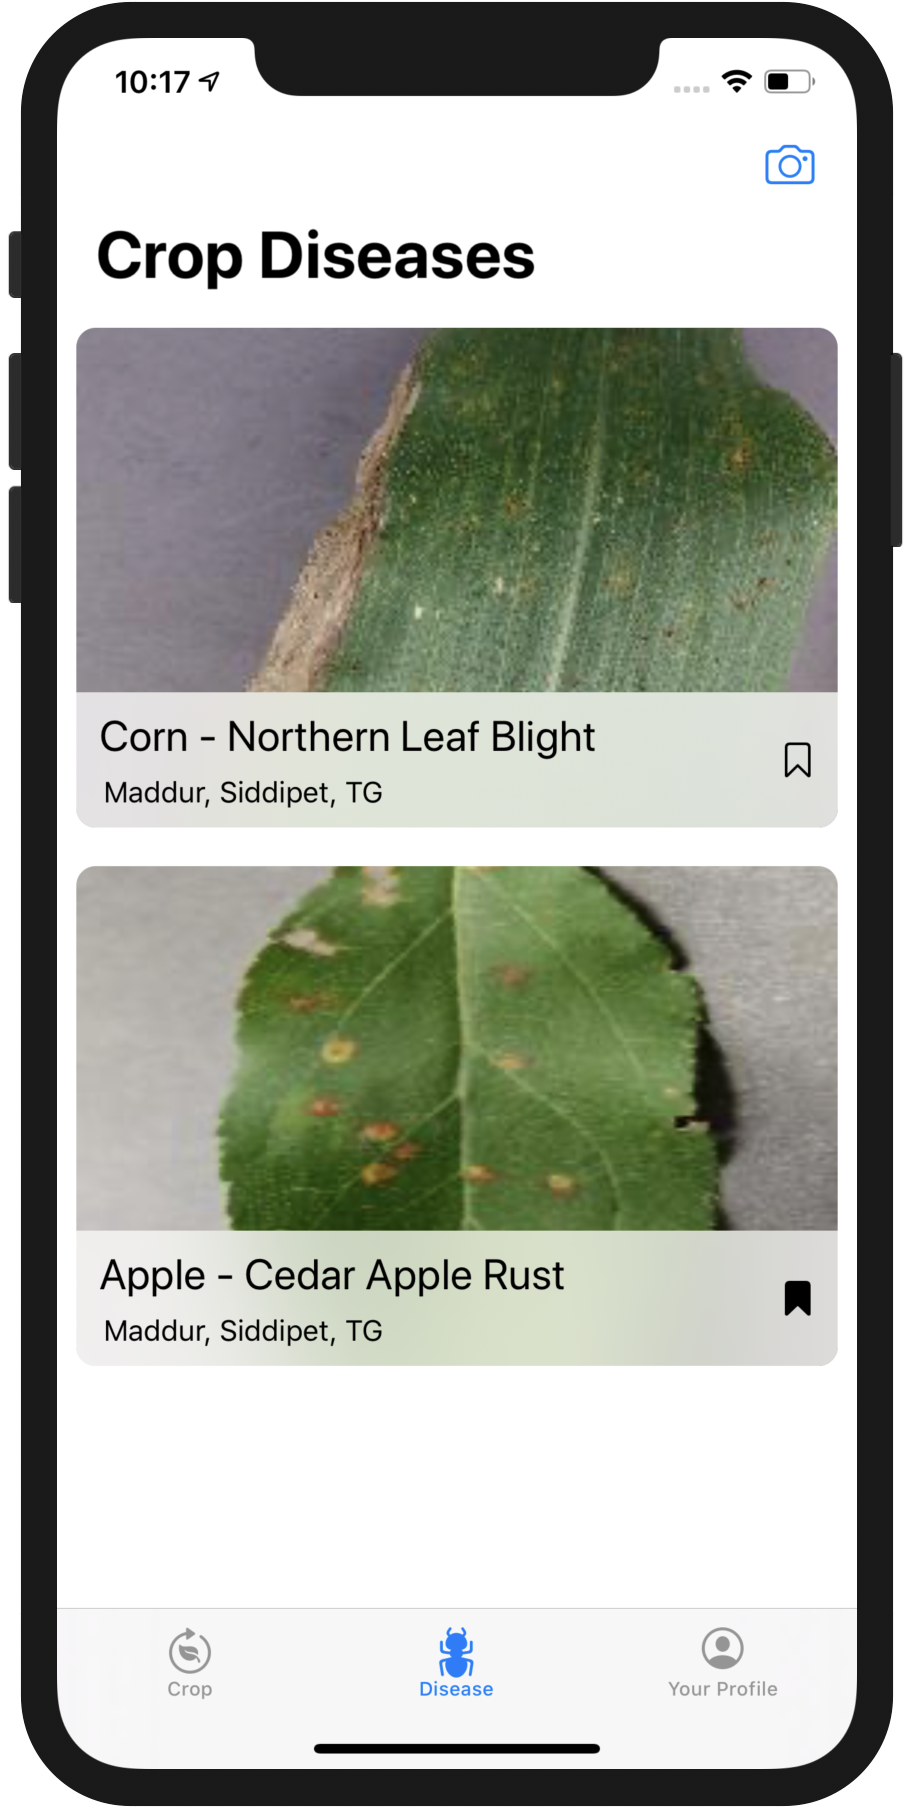 10:17
Crop Diseases
Corn - Northern Leaf Blight
Maddur, Siddipet, TG
Apple - Cedar Apple Rust
Maddur, Siddipet, TG
Crop
Disease
Your Profile